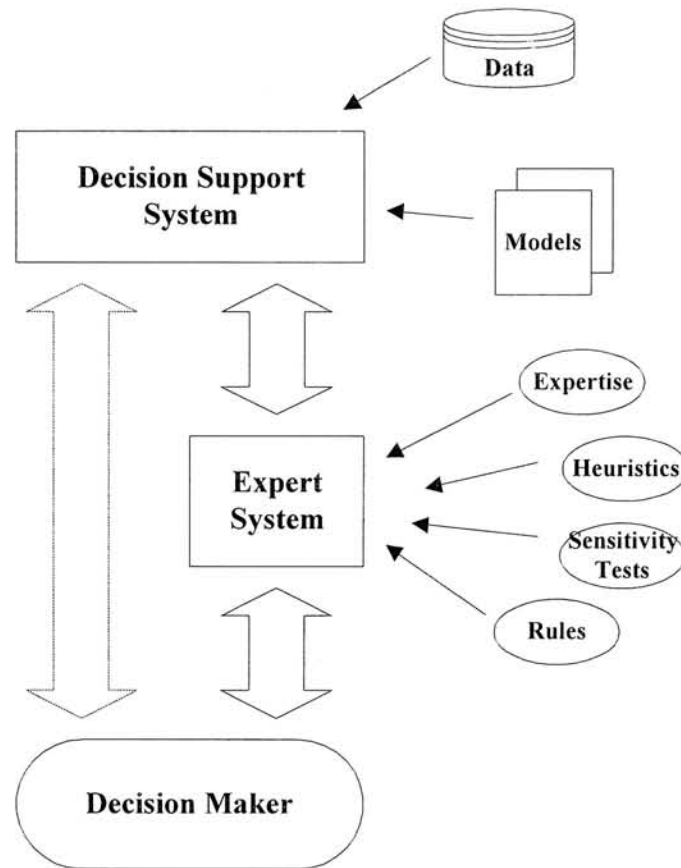 Data
Decision Support
System
Models
Expertise
Expert
System
Heuristics
Sensitivity
Tests
Rules
Decision Maker